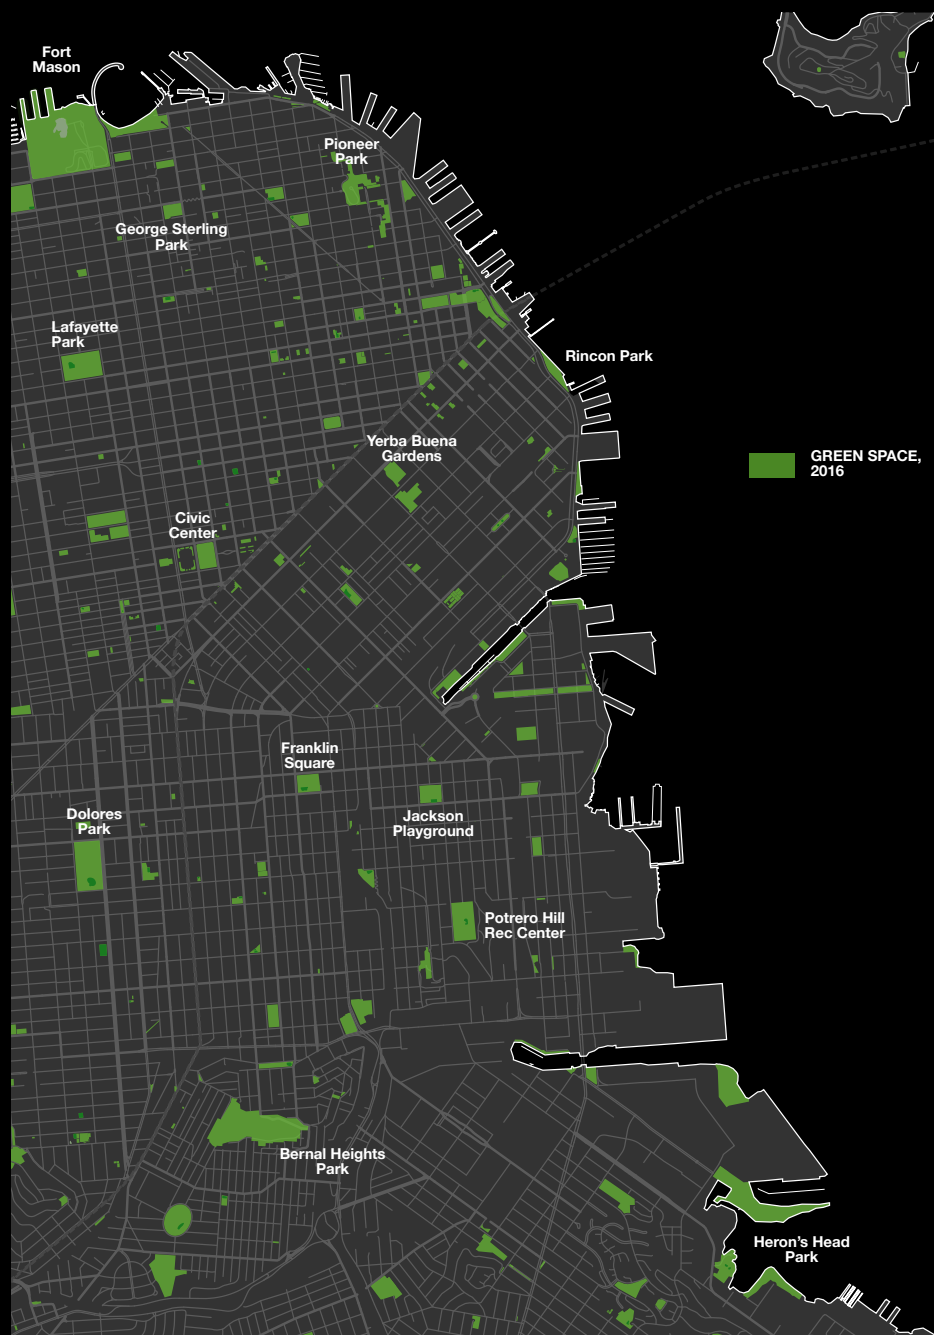 Fort
Mason
Pioneer
Park
George Sterling
Park
Lafayette
Park
Rincon Park
Yerba Buena
Gardens
GREEN SPACE,
2016
Civic
Center
Franklin
Square
Dolores
Park
Jackson
Playground
Potrero Hill
Rec Center
Bernal Heights
Park
Heron's Head
Park